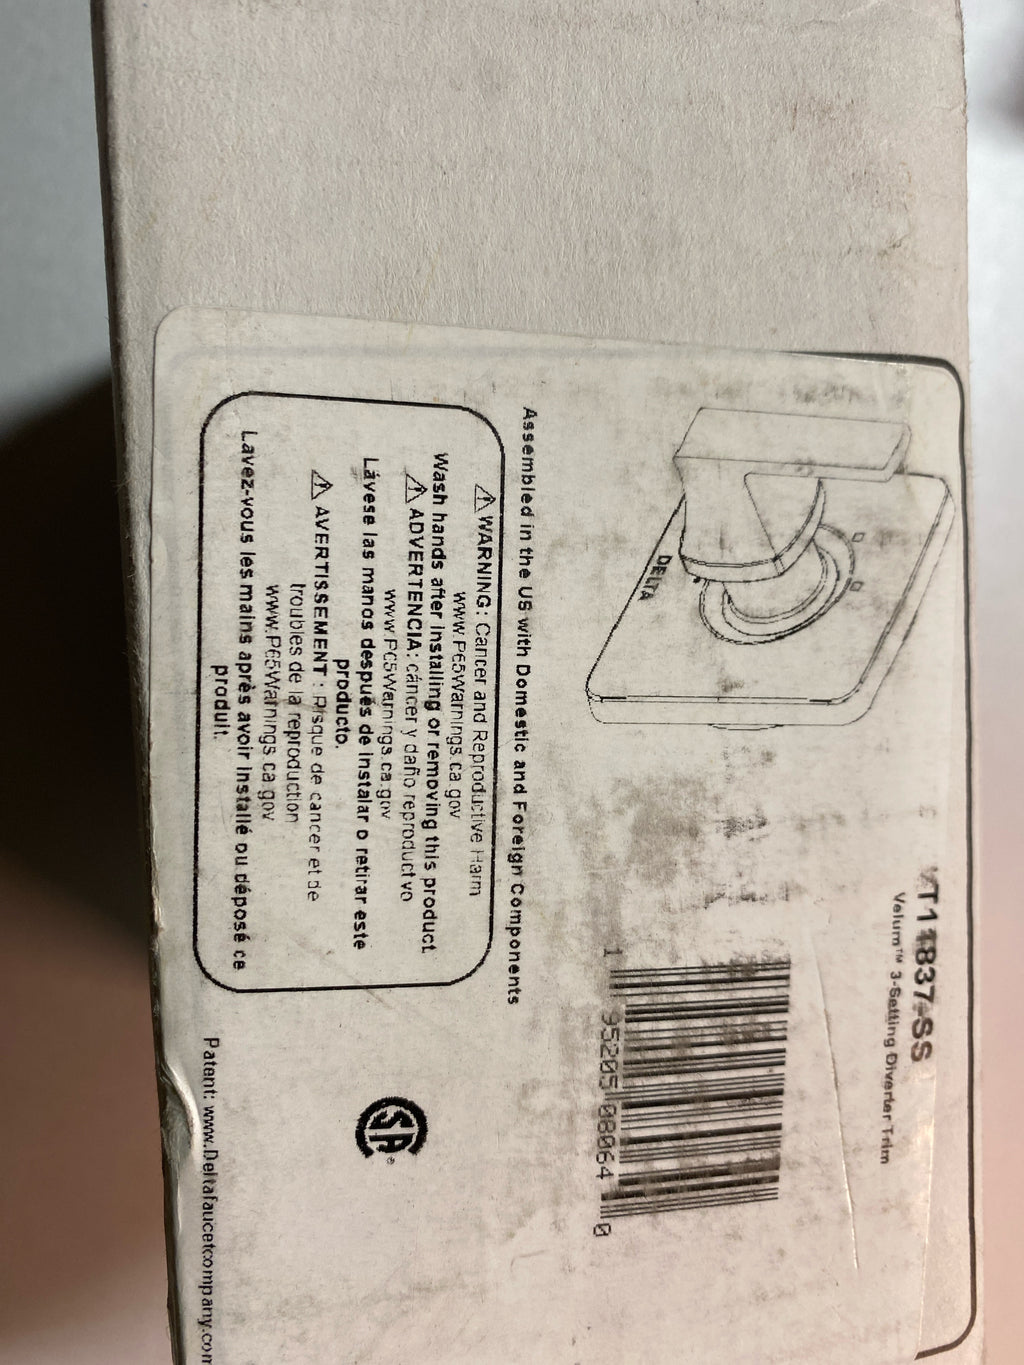 XT11837-SS
Velum™ 3-Setting Diverter Trim
DELTA
1 95205 08064 0
Assembled in the US with Domestic and Foreign Components
⚠ WARNING: Cancer and Reproductive Harm
www.P65Warnings.ca.gov
Wash hands after installing or removing this product.
⚠ ADVERTENCIA: cáncer y daño reproductivo
www.P65Warnings.ca.gov
Lávese las manos después de instalar o retirar este
producto.
⚠ AVERTISSEMENT : Risque de cancer et de
troubles de la reproduction
www.P65Warnings.ca.gov
Lavez-vous les mains après avoir installé ou déposé ce
produit.
SA®
Patent: www.Deltafaucetcompany.com